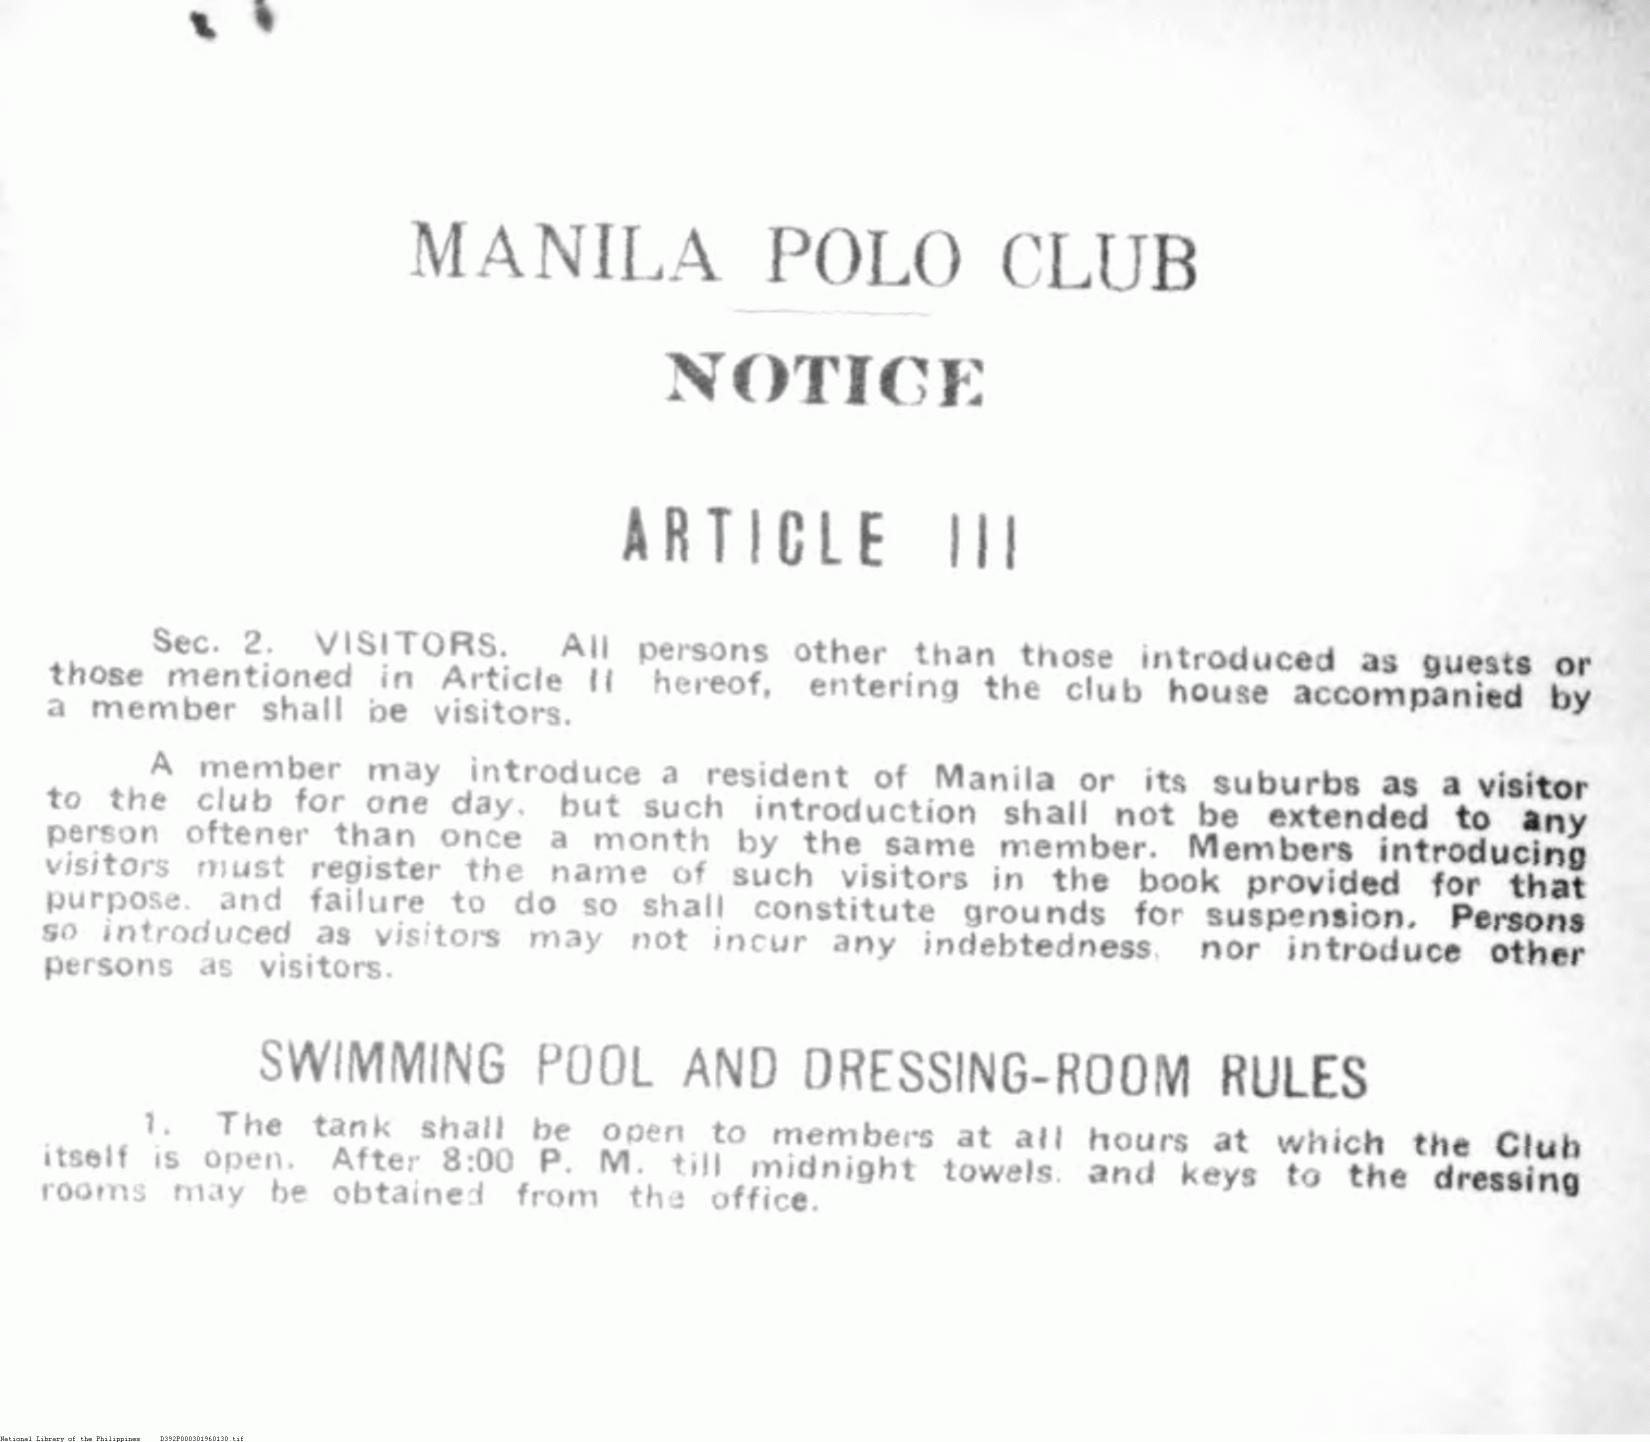 MANILA POLO CLUB
NOTICE
ARTICLE III
Sec. 2. VISITORS. All persons other than those introduced as guests or
those mentioned in Article II hereof, entering the club house accompanied by
a member shall be visitors.
A member may introduce a resident of Manila or its suburbs as a visitor
to the club for one day, but such introduction shall not be extended to any
person oftener than once a month by the same member. Members introducing
visitors must register the name of such visitors in the book provided for that
purpose, and failure to do so shall constitute grounds for suspension. Persons
so introduced as visitors may not incur any indebtedness, nor introduce other
persons as visitors.
SWIMMING POOL AND DRESSING-ROOM RULES
1. The tank shall be open to members at all hours at which the Club
itself is open. After 8:00 P. M. till midnight towels, and keys to the dressing
rooms may be obtained from the office.
National Library of the Philippines D392P000301960130.tif